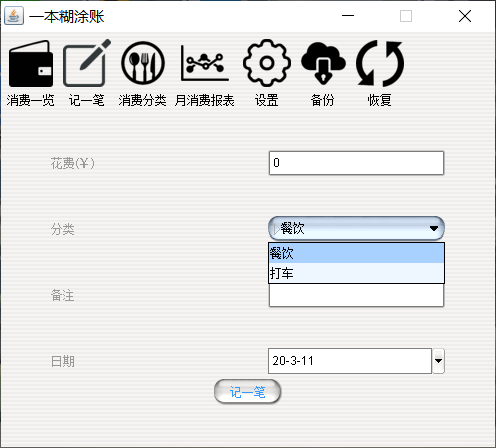 一本糊涂账
消费一览 记一笔 消费分类 月消费报表 设置 备份 恢复
花费(¥) 0
分类 餐饮
餐饮
打车
备注
日期 20-3-11
记一笔